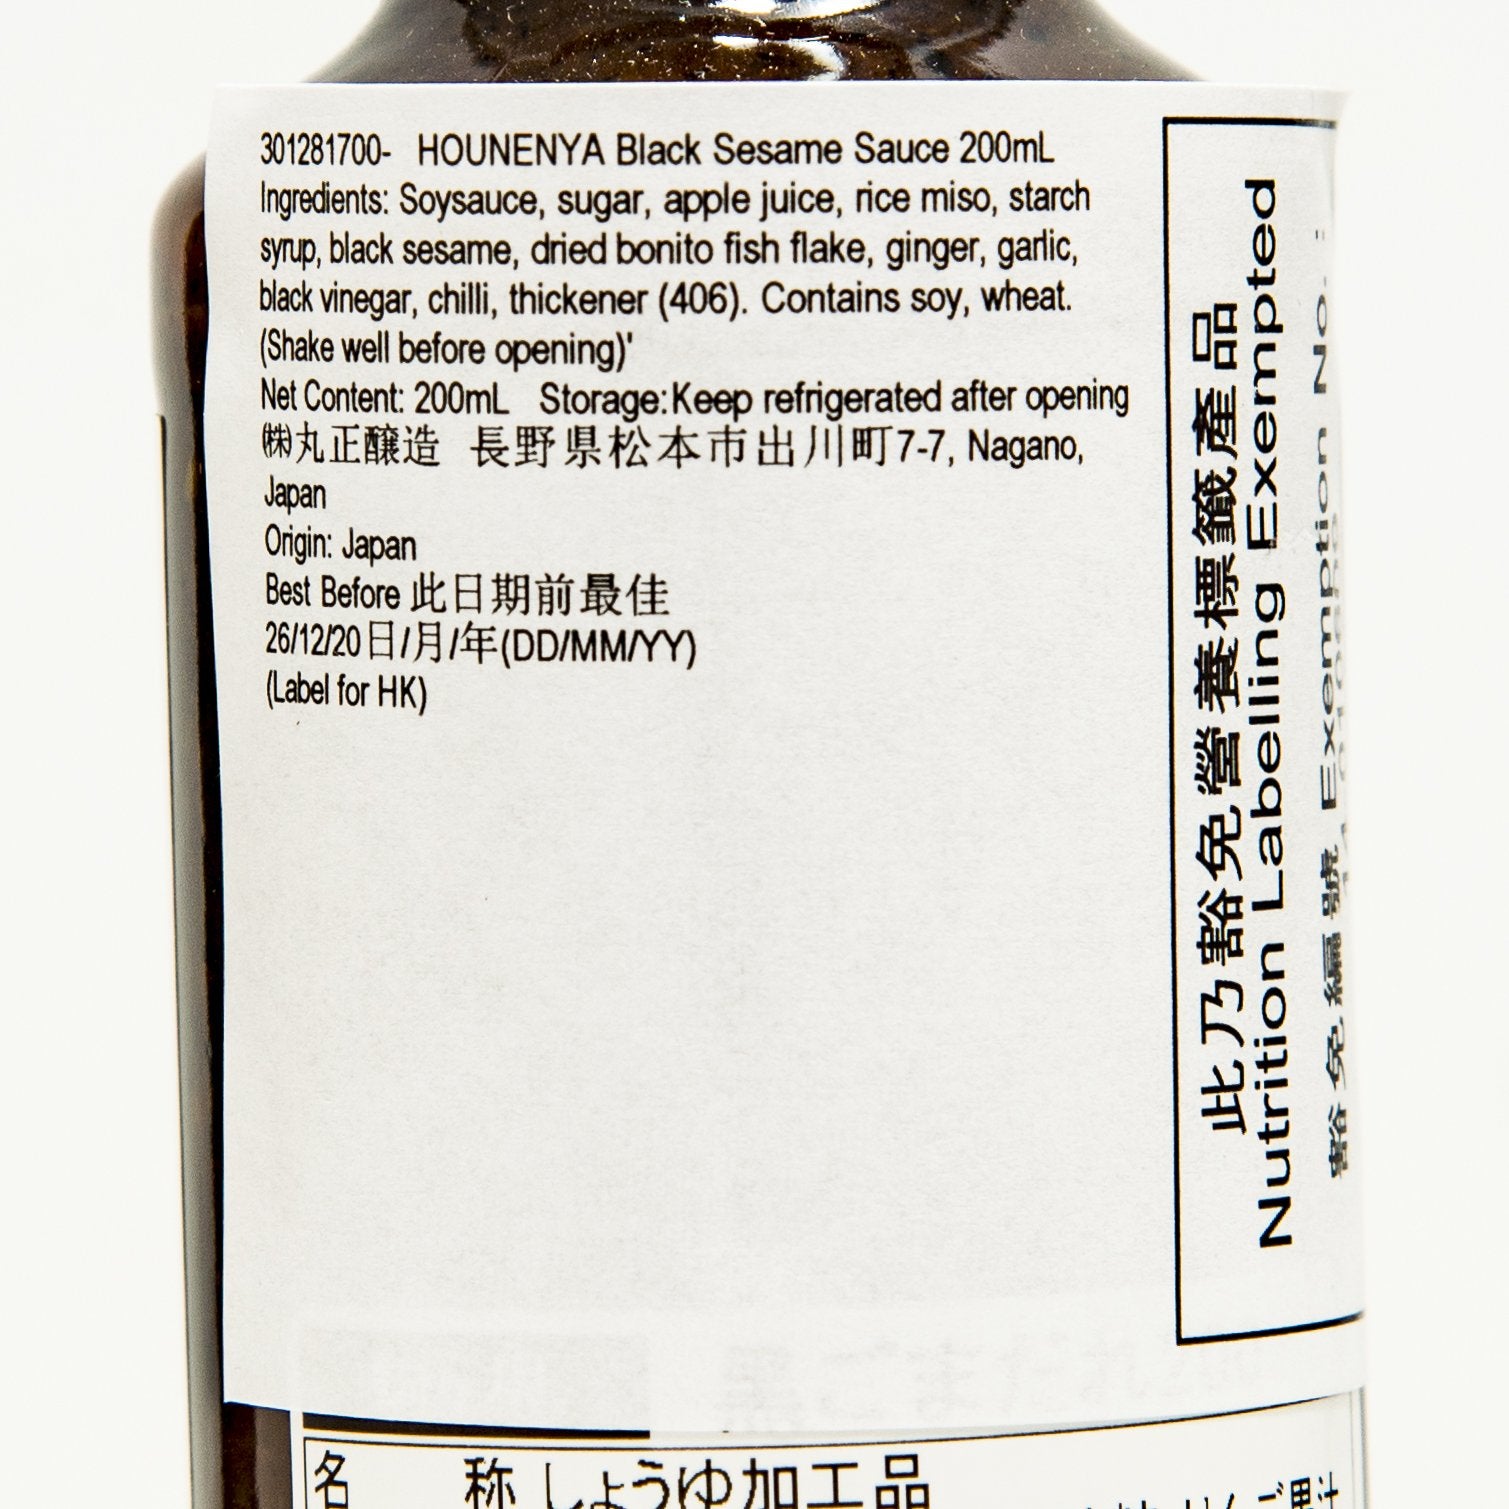 301281700- HOUNENYA Black Sesame Sauce 200mL
Ingredients: Soysauce, sugar, apple juice, rice miso, starch
syrup, black sesame, dried bonito fish flake, ginger, garlic,
black vinegar, chilli, thickener (406). Contains soy, wheat.
(Shake well before opening)'
Net Content: 200mL Storage:Keep refrigerated after opening
㈱丸正醸造 長野県松本市出川町7-7, Nagano,
Japan
Origin: Japan
Best Before 此日期前最佳
26/12/20日/月/年(DD/MM/YY)
(Label for HK)
此乃豁免營養標籤產品
Nutrition Labelling Exempted
豁免編號 Exemption No. :
名 称 しょうゆ加工品